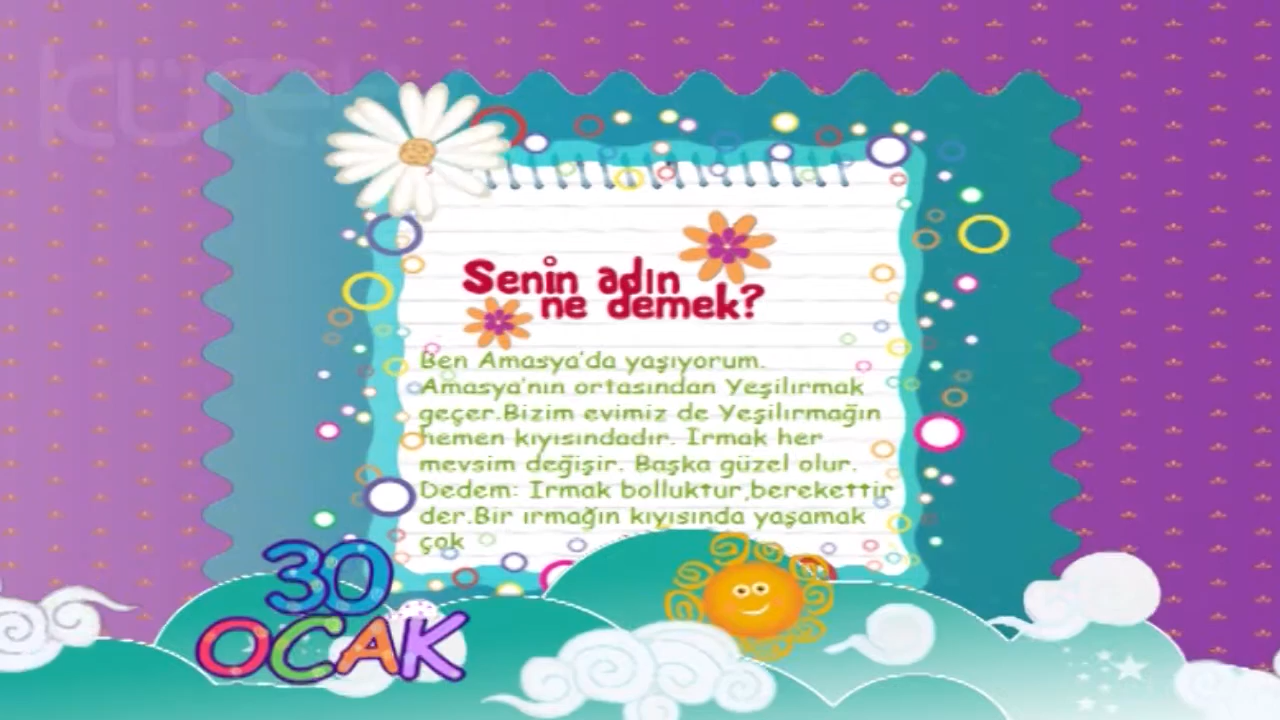 Senin adın
ne demek?
Ben Amasya'da yaşıyorum.
Amasya'nın ortasından Yeşilırmak
geçer.Bizim evimiz de Yeşilırmağın
hemen kıyısındadır. Irmak her
mevsim değişir. Başka güzel olur.
Dedem: Irmak bolluktur,berekettir
der.Bir ırmağın kıyısında yaşamak
çok
30
OCAK